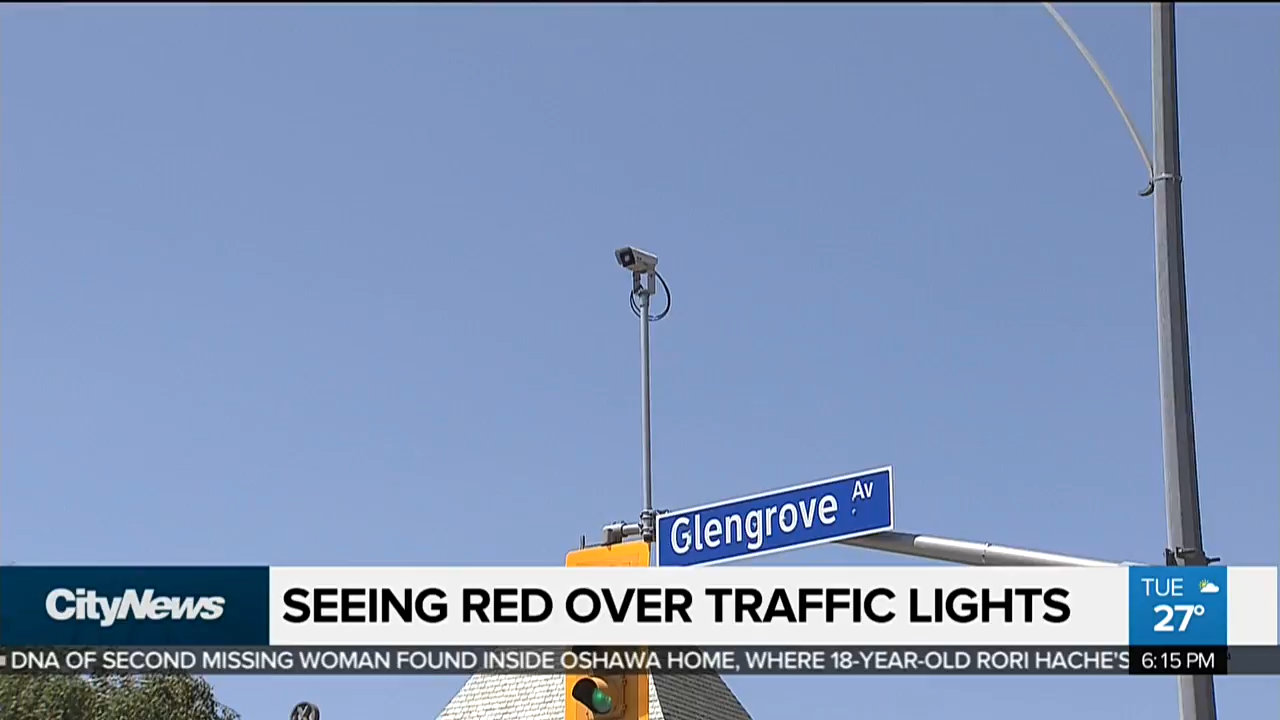 Glengrove Av
CityNews
SEEING RED OVER TRAFFIC LIGHTS
TUE
27°
DNA OF SECOND MISSING WOMAN FOUND INSIDE OSHAWA HOME, WHERE 18-YEAR-OLD RORI HACHE'S
6:15 PM